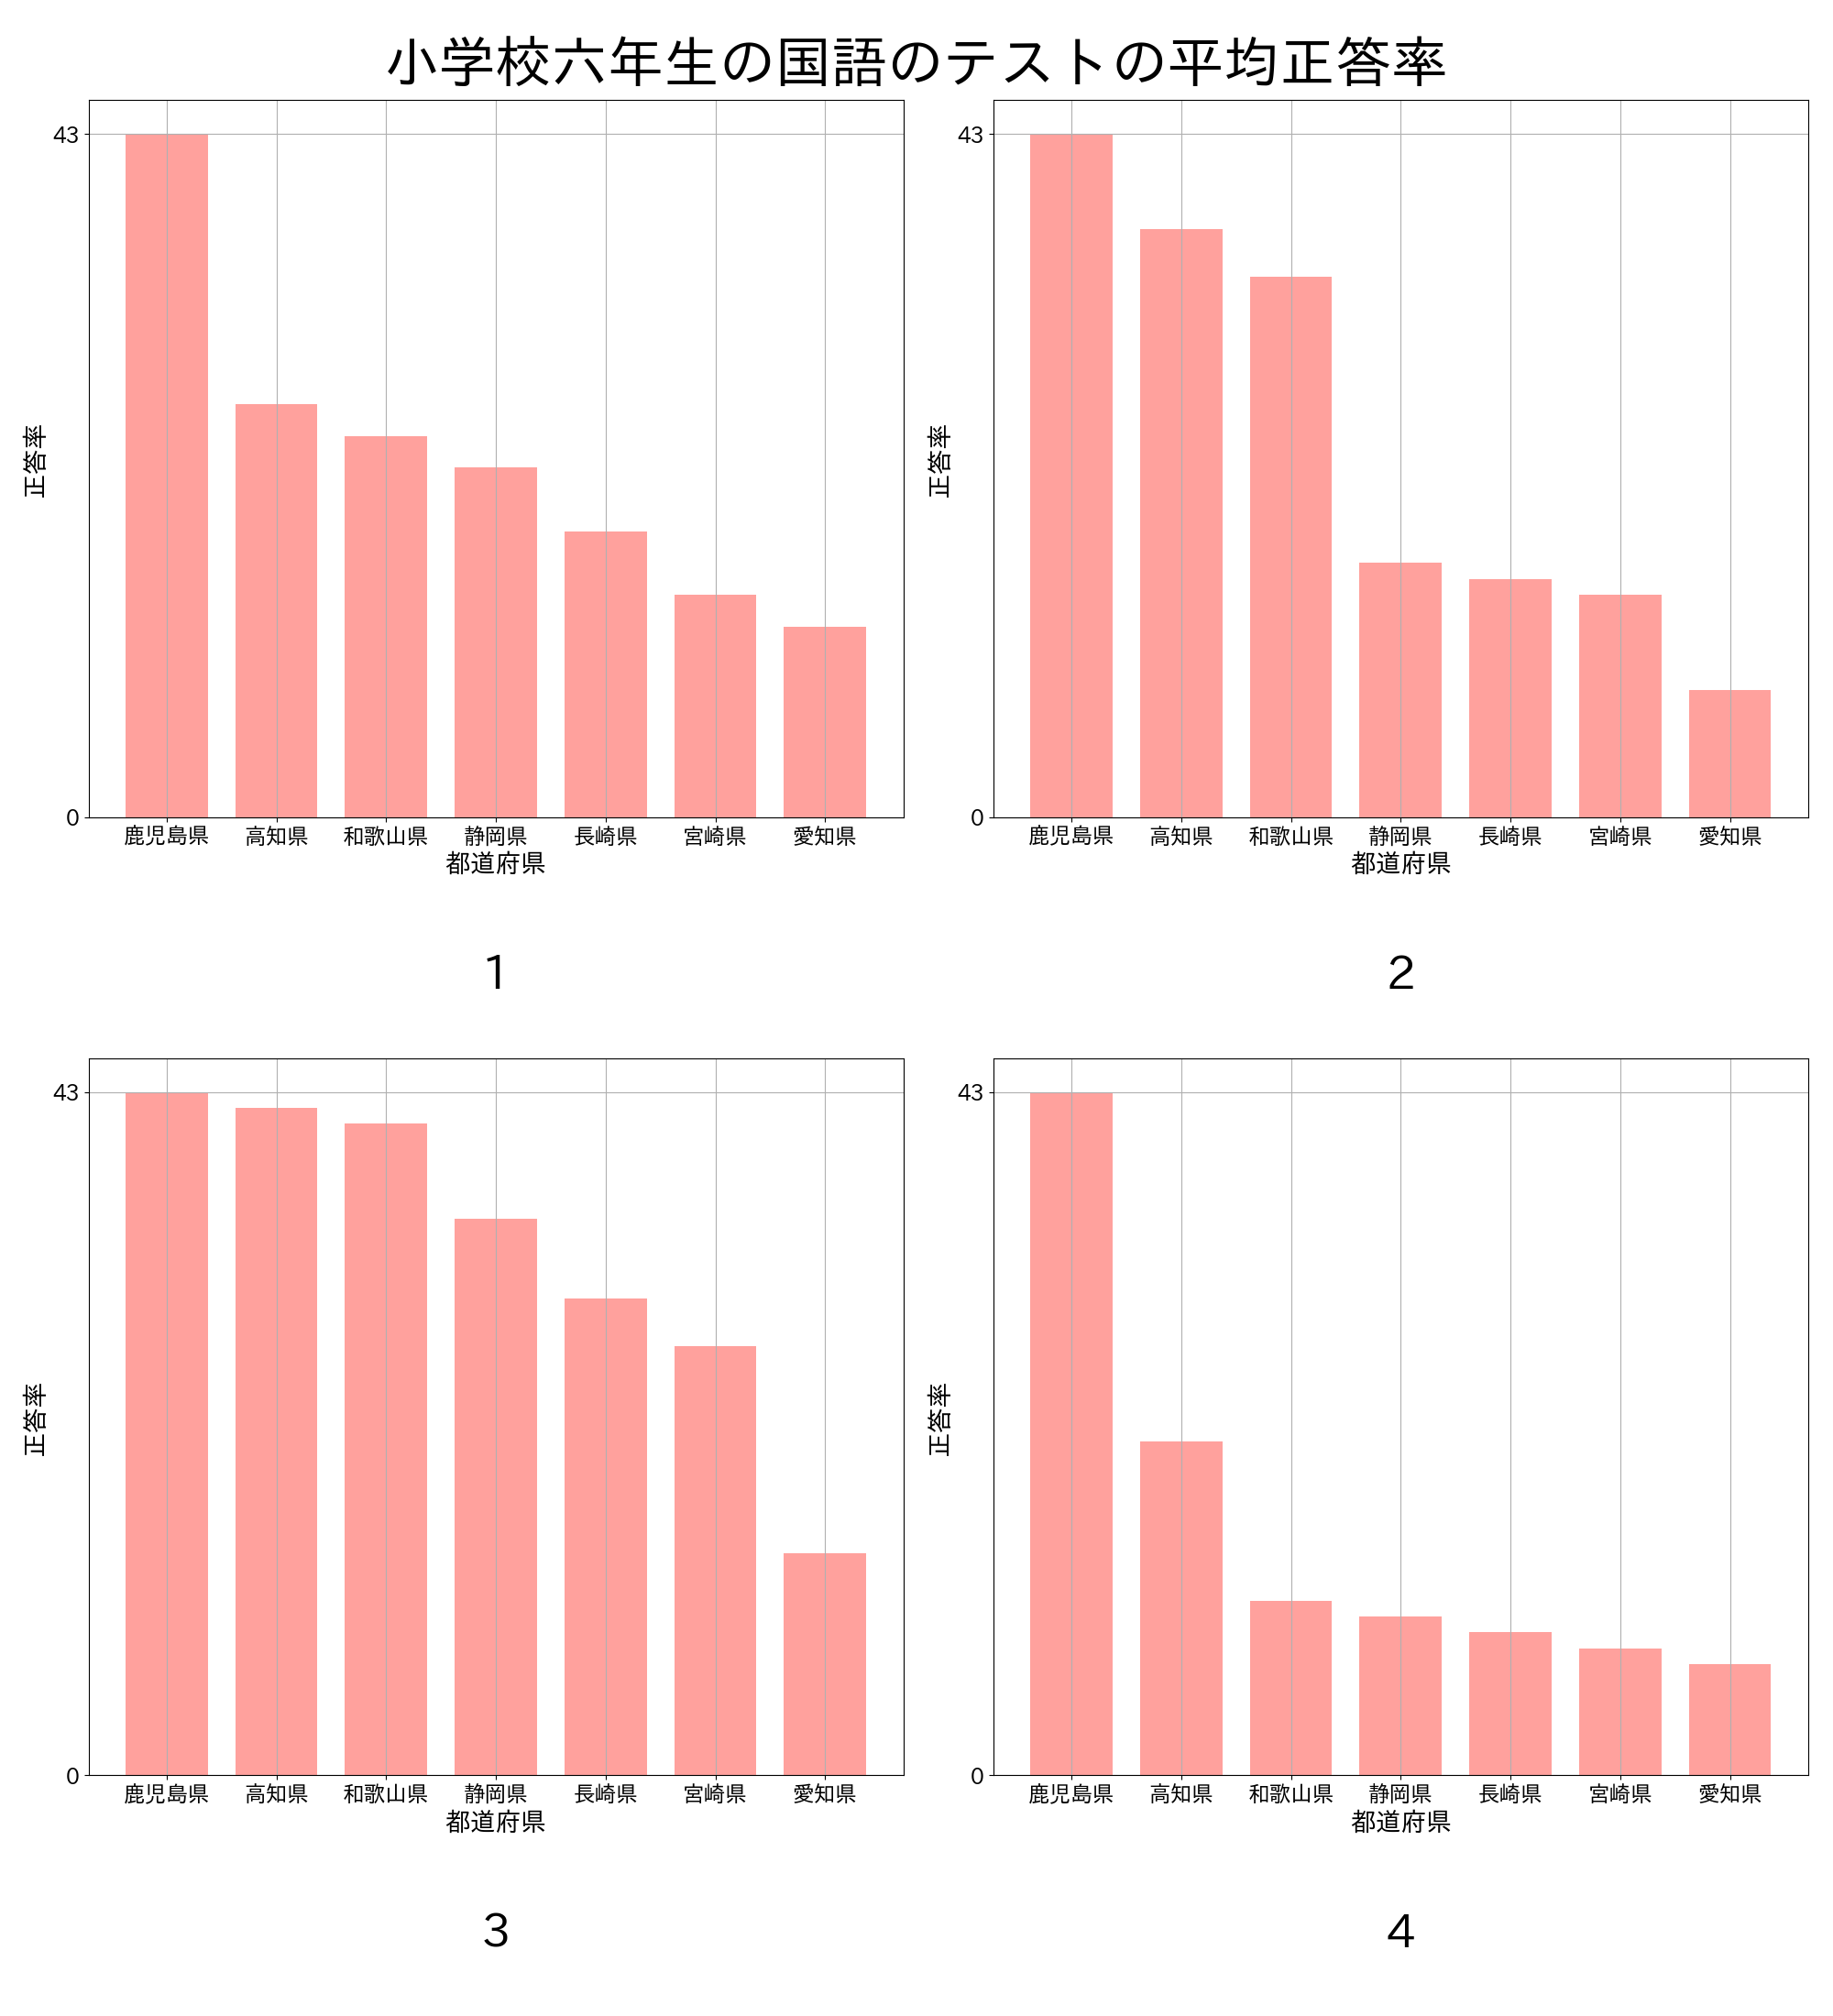 小学校六年生の国語のテストの平均正答率
43
0
正答率
鹿児島県 高知県 和歌山県 静岡県 長崎県 宮崎県 愛知県
都道府県
1
43
0
正答率
鹿児島県 高知県 和歌山県 静岡県 長崎県 宮崎県 愛知県
都道府県
2
43
0
正答率
鹿児島県 高知県 和歌山県 静岡県 長崎県 宮崎県 愛知県
都道府県
3
43
0
正答率
鹿児島県 高知県 和歌山県 静岡県 長崎県 宮崎県 愛知県
都道府県
4